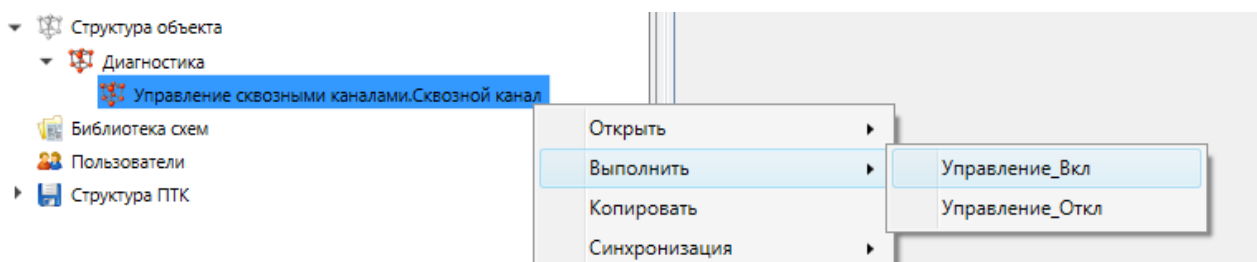 Структура объекта
Диагностика
Управление сквозными каналами.Сквозной канал
Библиотека схем
Пользователи
Структура ПТК
Открыть
Выполнить
Копировать
Синхронизация
Управление_Вкл
Управление_Откл